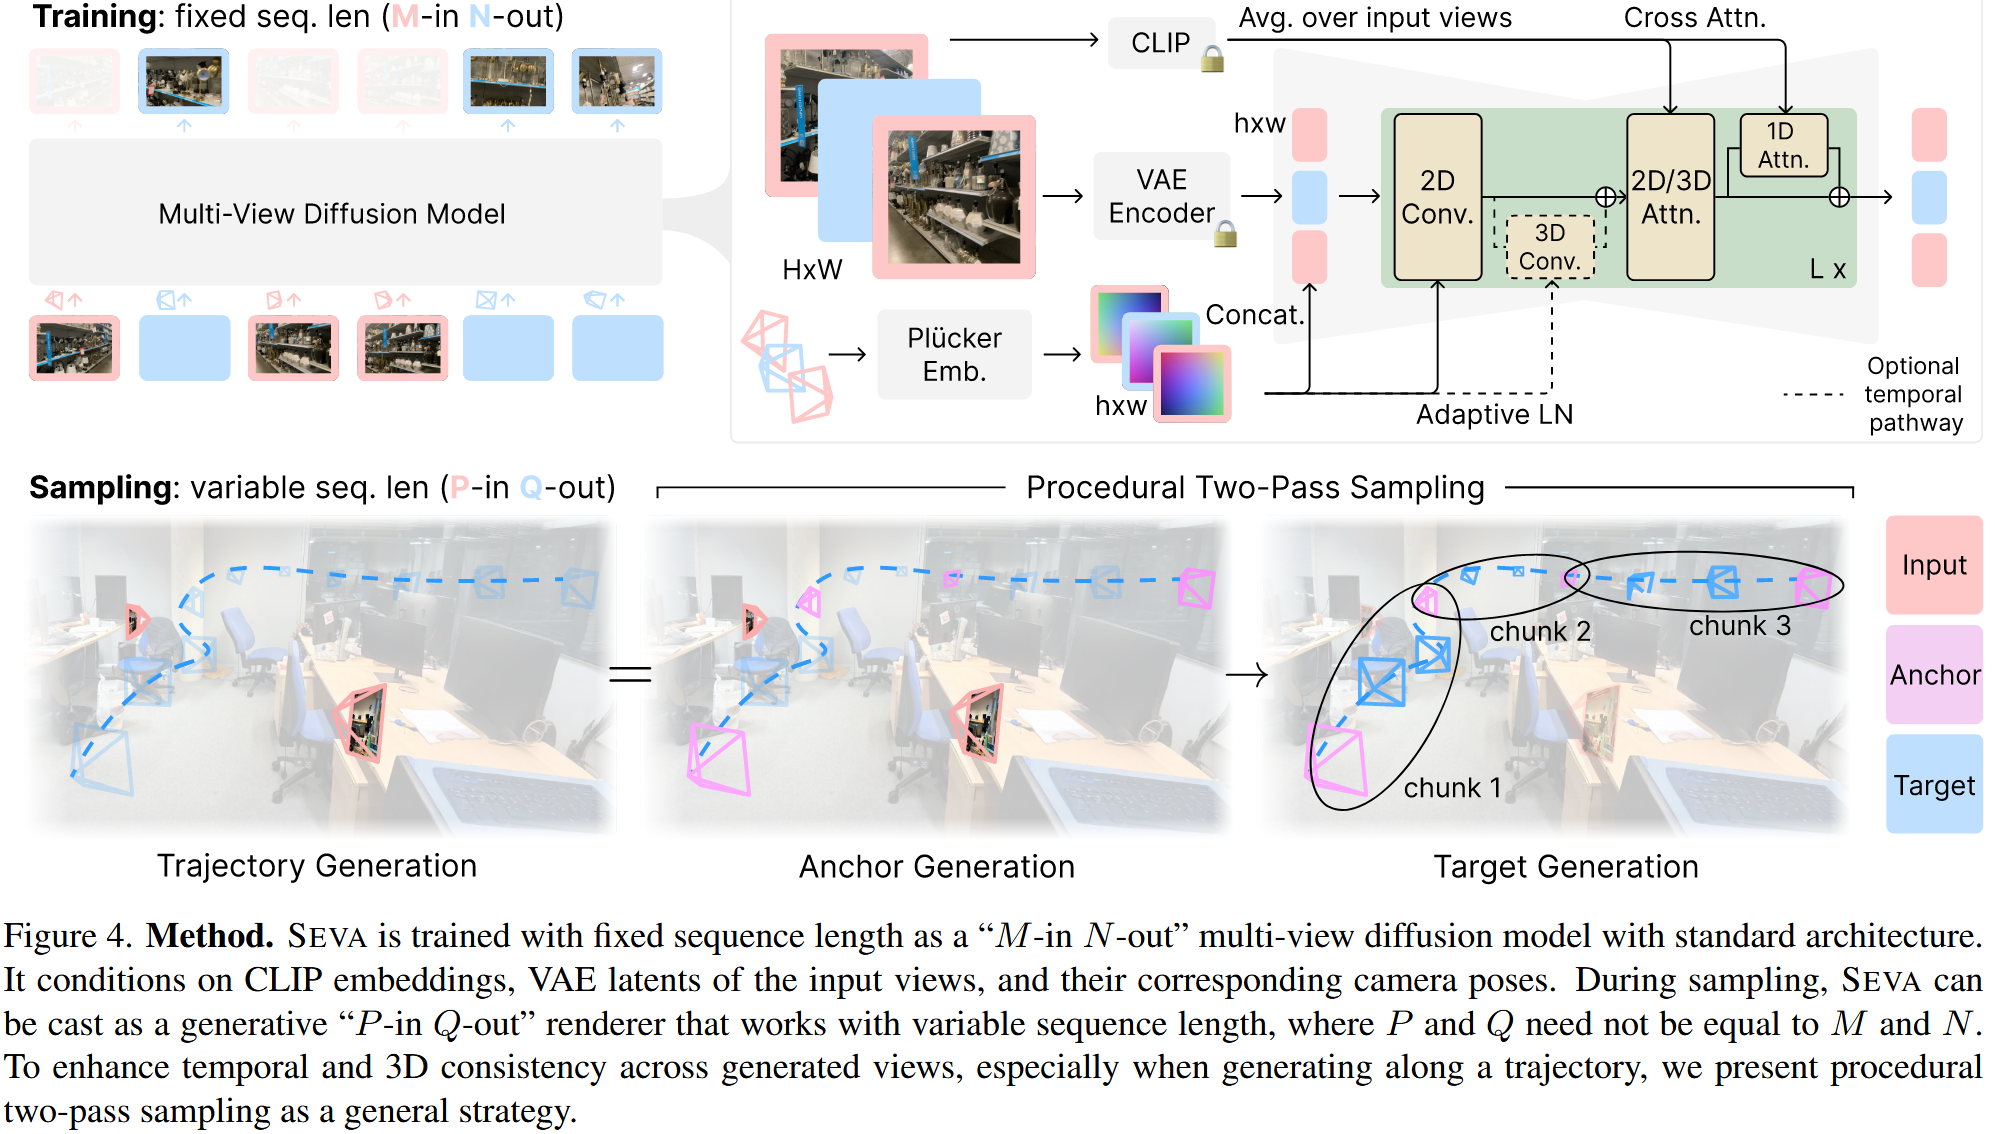 Training: fixed seq. len (M-in N-out)
Multi-View Diffusion Model
HxW
CLIP
Avg. over input views
Cross Attn.
VAE
Encoder
hxw
2D
Conv.
3D
Conv.
2D/3D
Attn.
1D
Attn.
L x
Plücker
Emb.
hxw
Concat.
Adaptive LN
Optional
temporal
pathway
Sampling: variable seq. len (P-in Q-out)
Procedural Two-Pass Sampling
chunk 1
chunk 2
chunk 3
Input
Anchor
Target
Trajectory Generation
Anchor Generation
Target Generation
Figure 4. Method. SEVA is trained with fixed sequence length as a “M-in N-out” multi-view diffusion model with standard architecture.
It conditions on CLIP embeddings, VAE latents of the input views, and their corresponding camera poses. During sampling, SEVA can
be cast as a generative “P-in Q-out” renderer that works with variable sequence length, where P and Q need not be equal to M and N.
To enhance temporal and 3D consistency across generated views, especially when generating along a trajectory, we present procedural
two-pass sampling as a general strategy.